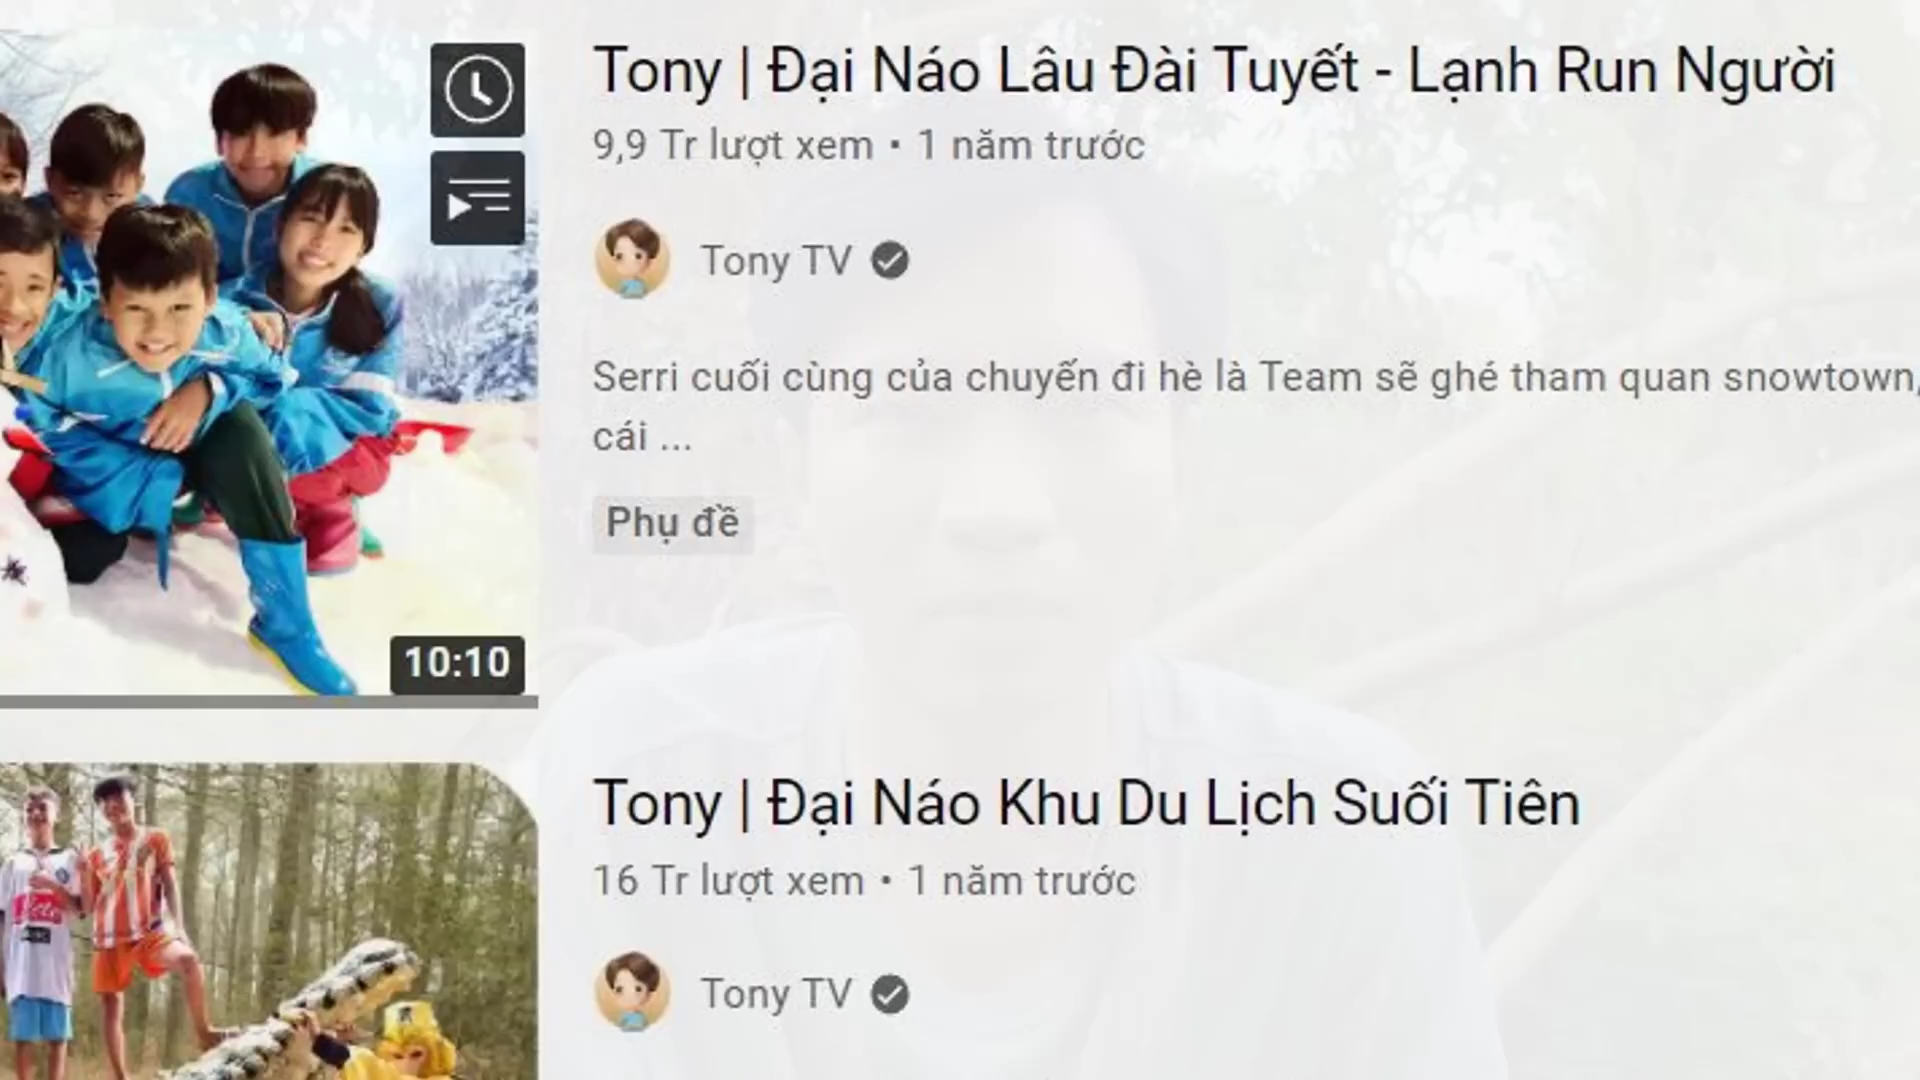 Tony | Đại Náo Lâu Đài Tuyết - Lạnh Run Người
9,9 Tr lượt xem • 1 năm trước
Tony TV
Serri cuối cùng của chuyến đi hè là Team sẽ ghé tham quan snowtown,
cái ...
Phụ đề
10:10
Tony | Đại Náo Khu Du Lịch Suối Tiên
16 Tr lượt xem • 1 năm trước
Tony TV